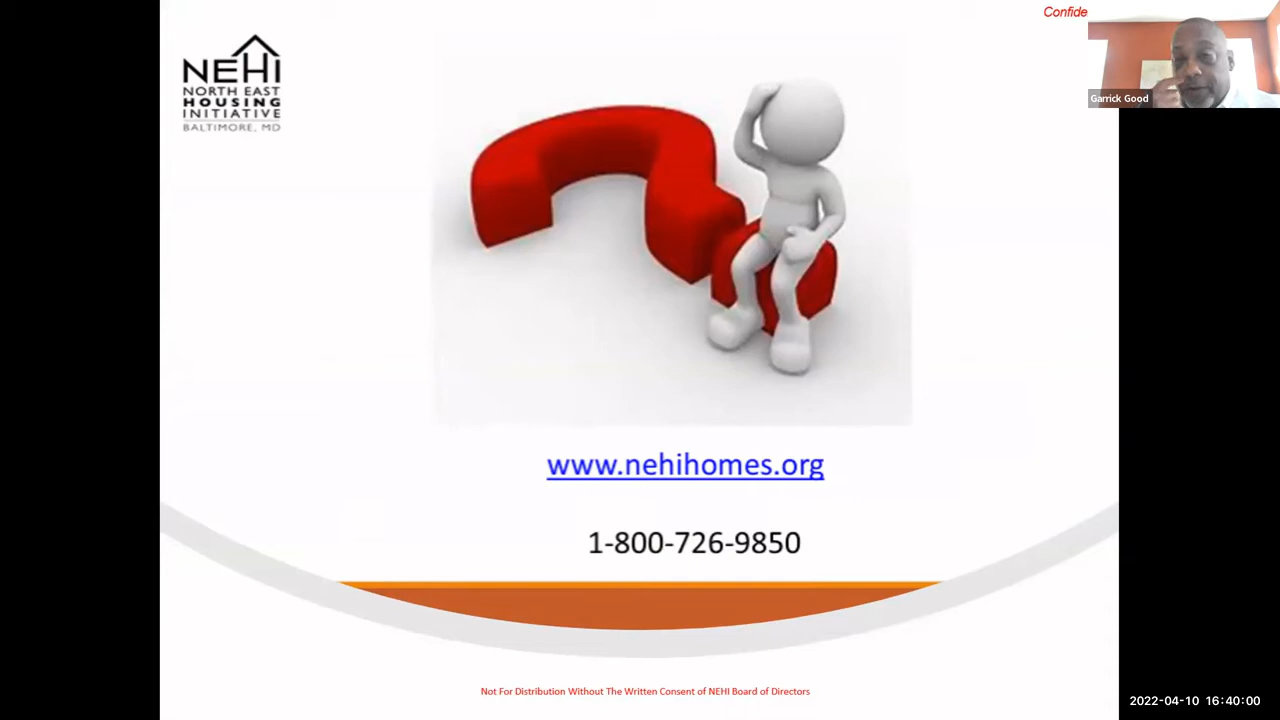 Confide
NEHI
NORTH EAST
HOUSING
INITIATIVE
BALTIMORE, MD
Garrick Good
www.nehihomes.org
1-800-726-9850
Not For Distribution Without The Written Consent of NEHI Board of Directors
2022-04-10 16:40:00